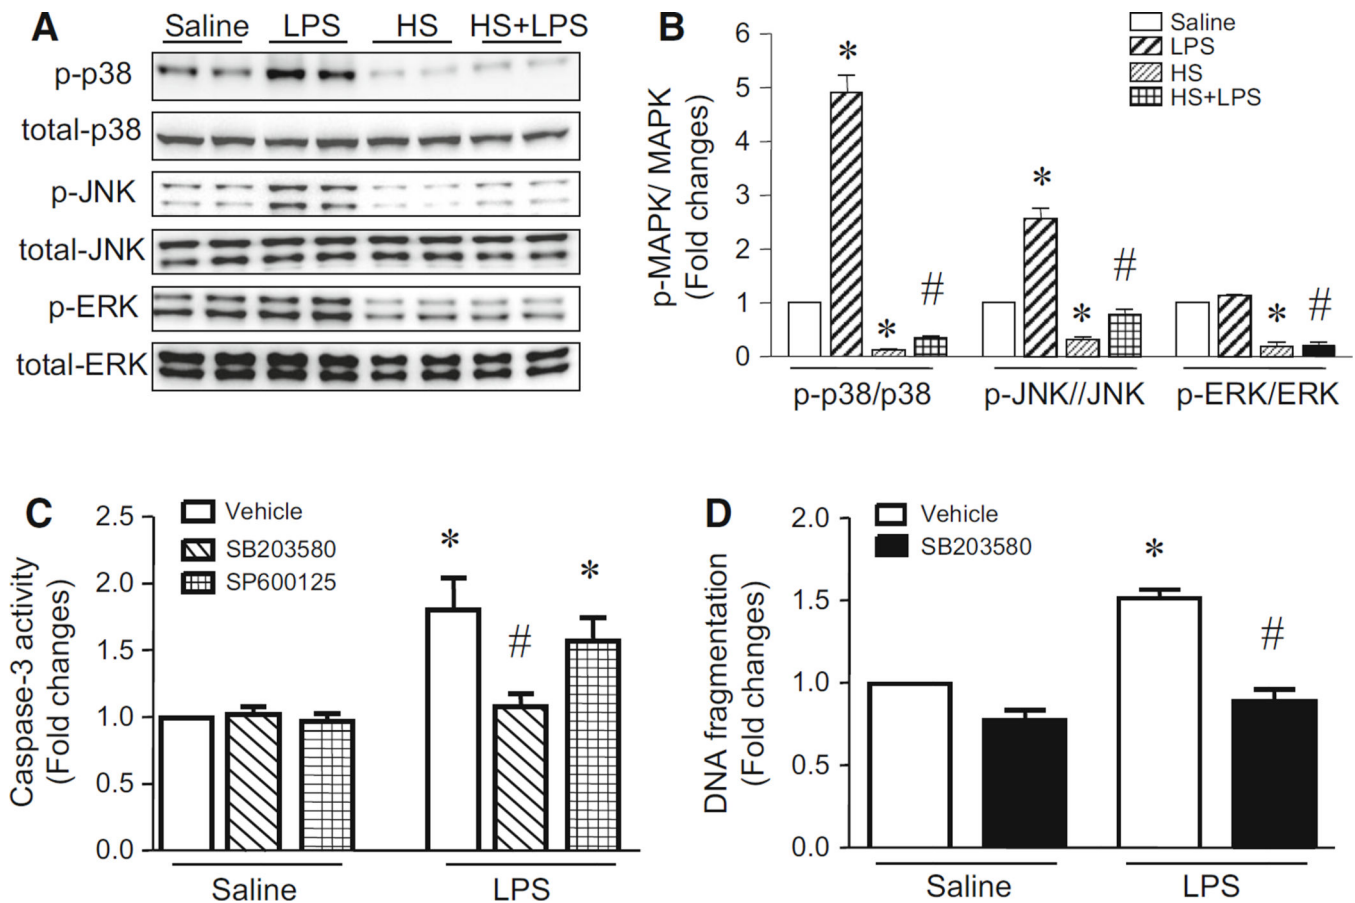 A
Saline LPS HS HS+LPS
p-p38
total-p38
p-JNK
total-JNK
p-ERK
total-ERK
B
Saline
LPS
HS
HS+LPS
p-MAPK/ MAPK
(Fold changes)
6
5
4
3
2
1
0
*
*
#
*
*
#
*
#
p-p38/p38 p-JNK//JNK p-ERK/ERK
C
Vehicle
SB203580
SP600125
Caspase-3 activity
(Fold changes)
2.5
2.0
1.5
1.0
0.5
0.0
*
#
*
Saline LPS
D
Vehicle
SB203580
DNA fragmentation
(Fold changes)
2.0
1.5
1.0
0.5
0.0
*
#
Saline LPS